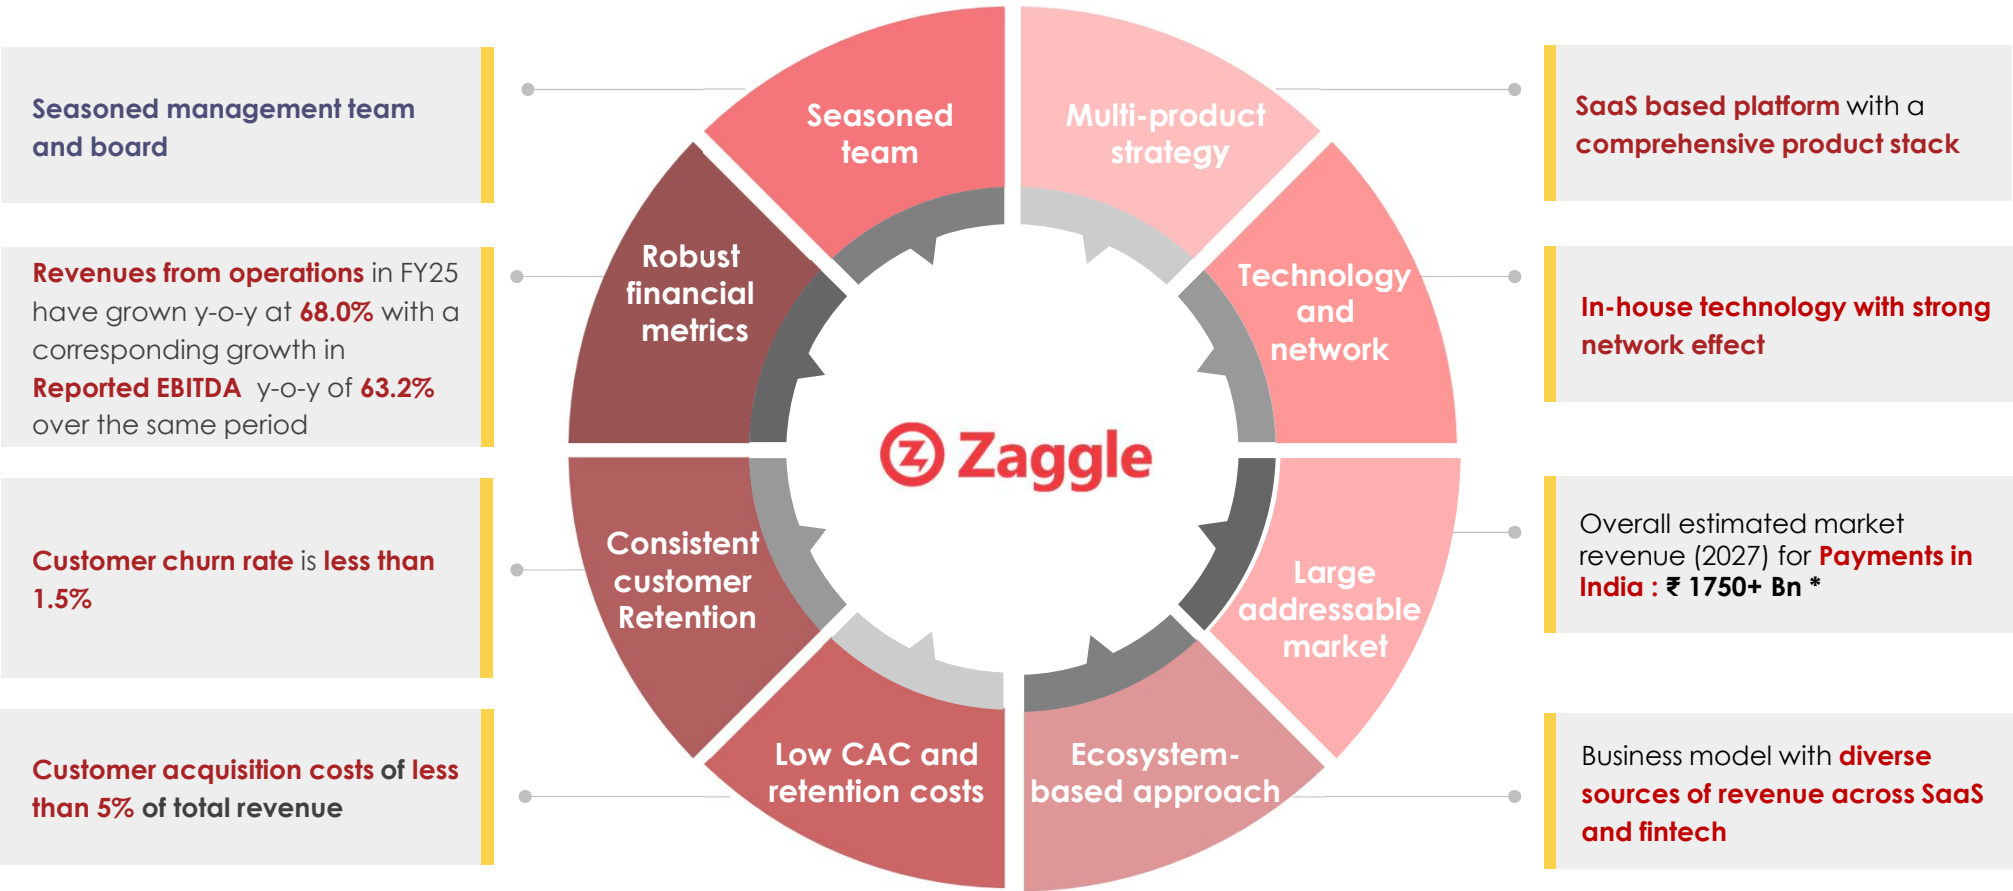 Seasoned management team
and board
Revenues from operations in FY25
have grown y-o-y at 68.0% with a
corresponding growth in
Reported EBITDA y-o-y of 63.2%
over the same period
Customer churn rate is less than
1.5%
Customer acquisition costs of less
than 5% of total revenue
Seasoned
team
Multi-product
strategy
Robust
financial
metrics
Technology
and
network
Zaggle
Consistent
customer
Retention
Large
addressable
market
Low CAC and
retention costs
Ecosystem-
based approach
SaaS based platform with a
comprehensive product stack
In-house technology with strong
network effect
Overall estimated market
revenue (2027) for Payments in
India : ₹ 1750+ Bn *
Business model with diverse
sources of revenue across SaaS
and fintech